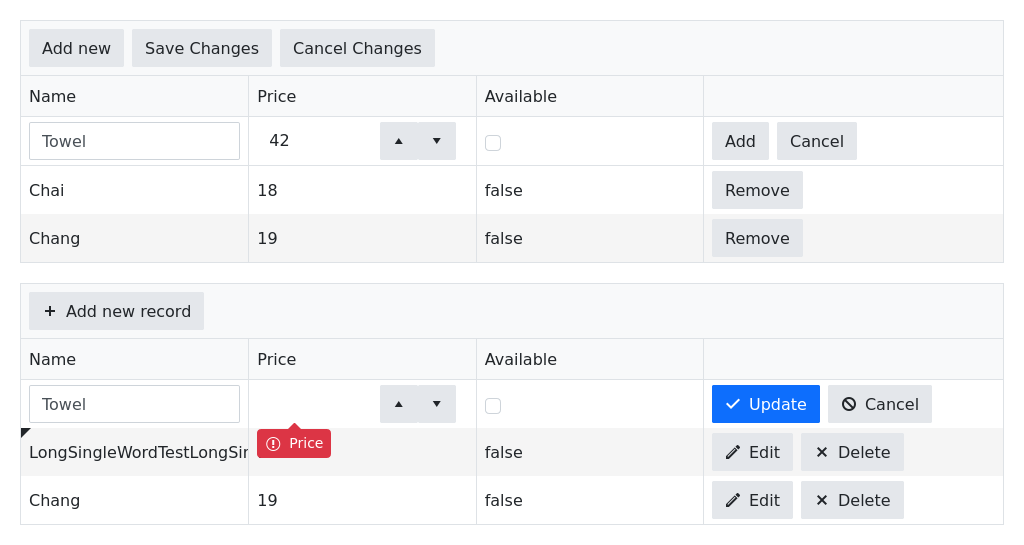 Add new Save Changes Cancel Changes
Name Price Available
Towel 42 Add Cancel
Chai 18 false Remove
Chang 19 false Remove
Add new record
Name Price Available
Towel Update Cancel
Price
LongSingleWordTestLongSin false Edit Delete
Chang 19 false Edit Delete